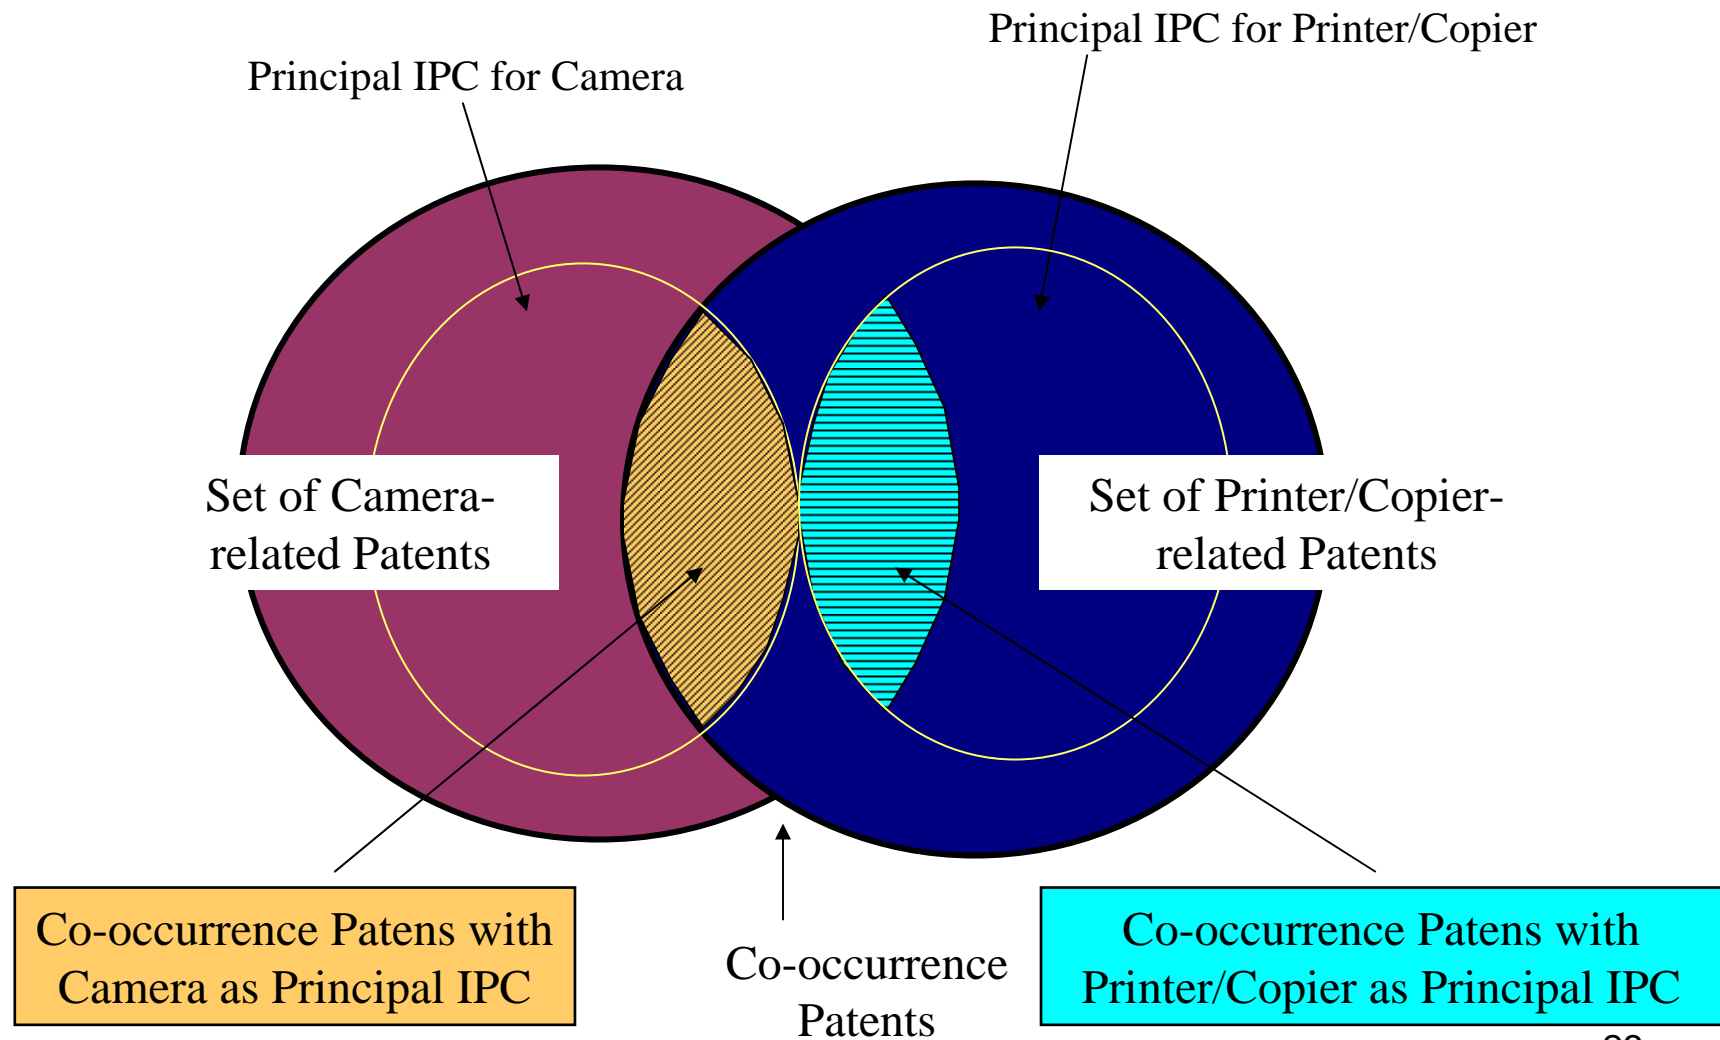 Principal IPC for Printer/Copier
Principal IPC for Camera
Set of Camera-
related Patents
Set of Printer/Copier-
related Patents
Co-occurrence Patens with
Camera as Principal IPC
Co-occurrence
Patents
Co-occurrence Patens with
Printer/Copier as Principal IPC